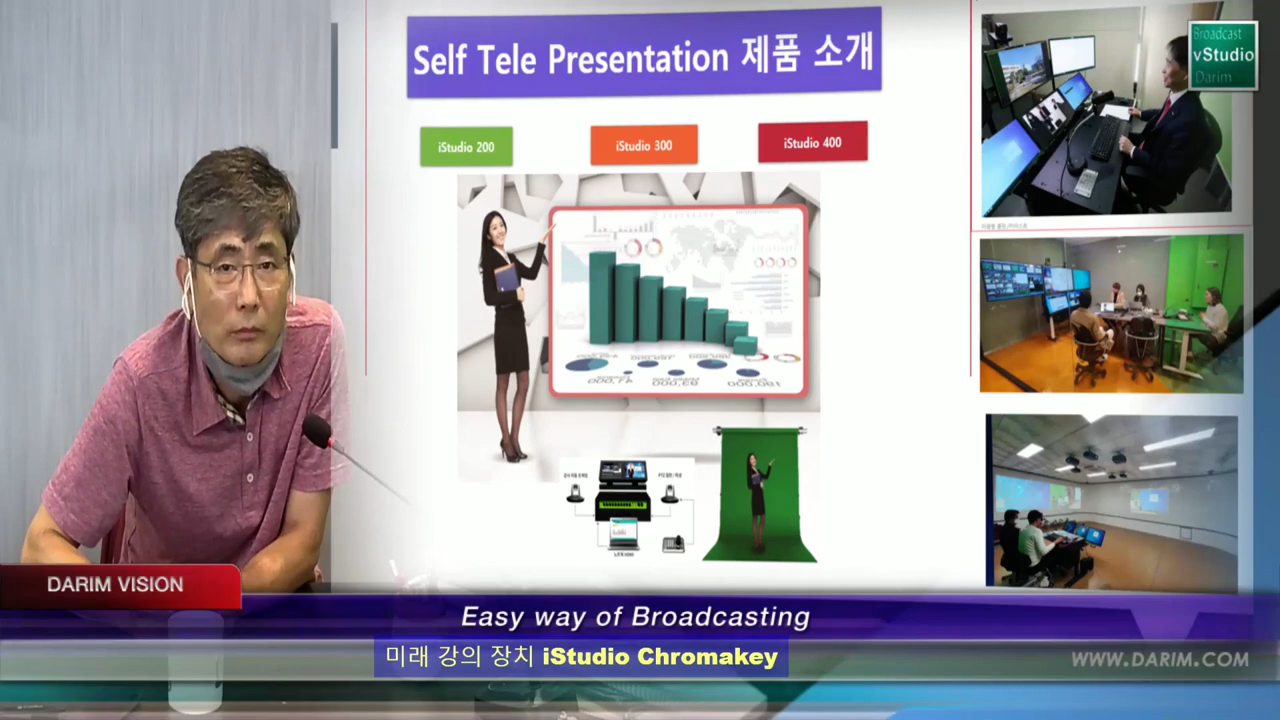 Self Tele Presentation 제품 소개
iStudio 200
iStudio 300
iStudio 400
Broadcast
vStudio
Darim
DARIM VISION
Easy way of Broadcasting
미래 강의 장치 iStudio Chromakey
WWW.DARIM.COM